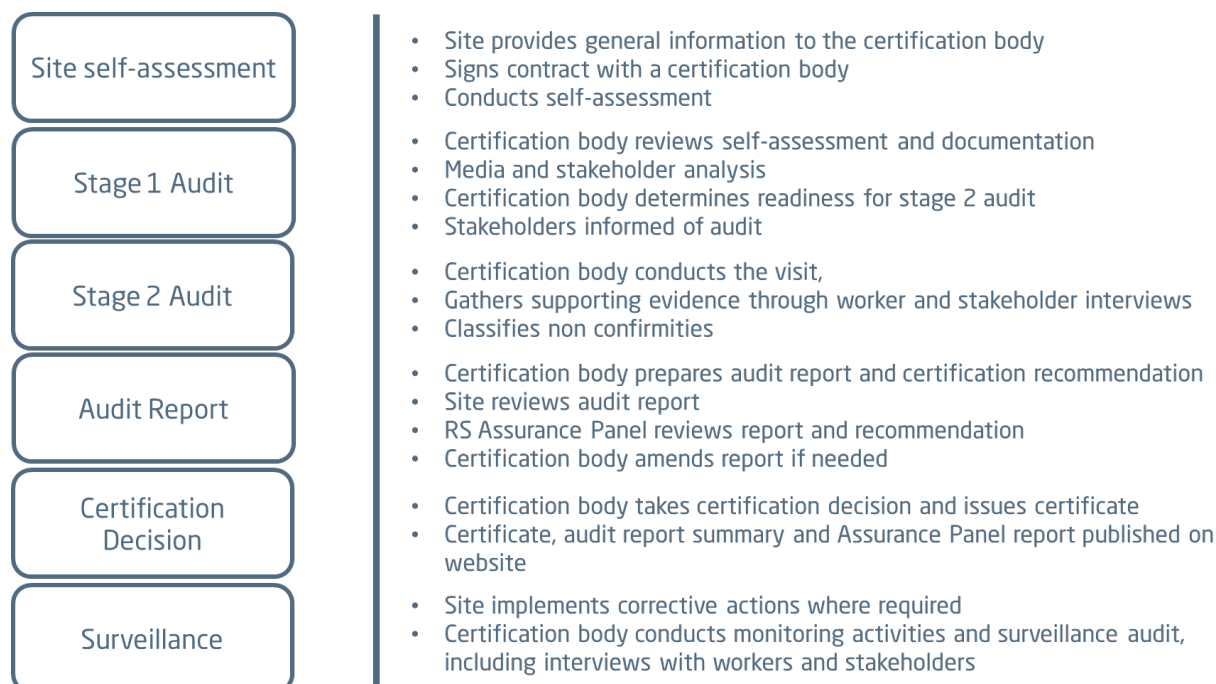 Site self-assessment
• Site provides general information to the certification body
• Signs contract with a certification body
• Conducts self-assessment
Stage 1 Audit
• Certification body reviews self-assessment and documentation
• Media and stakeholder analysis
• Certification body determines readiness for stage 2 audit
• Stakeholders informed of audit
Stage 2 Audit
• Certification body conducts the visit,
• Gathers supporting evidence through worker and stakeholder interviews
• Classifies non confirmities
Audit Report
• Certification body prepares audit report and certification recommendation
• Site reviews audit report
• RS Assurance Panel reviews report and recommendation
• Certification body amends report if needed
Certification
Decision
• Certification body takes certification decision and issues certificate
• Certificate, audit report summary and Assurance Panel report published on
website
Surveillance
• Site implements corrective actions where required
• Certification body conducts monitoring activities and surveillance audit,
including interviews with workers and stakeholders